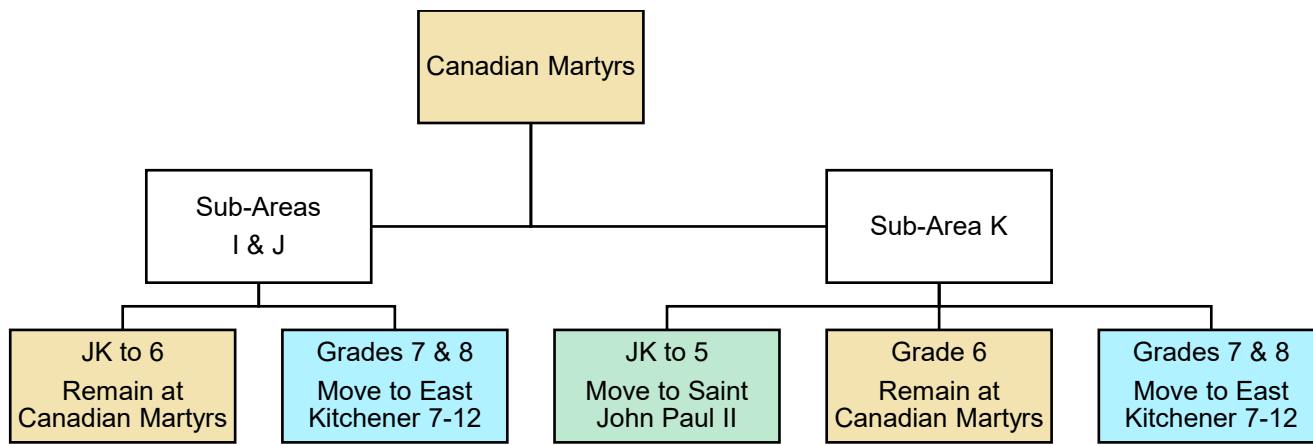 Canadian Martyrs
Sub-Areas
I & J
Sub-Area K
JK to 6
Remain at
Canadian Martyrs
Grades 7 & 8
Move to East
Kitchener 7-12
JK to 5
Move to Saint
John Paul II
Grade 6
Remain at
Canadian Martyrs
Grades 7 & 8
Move to East
Kitchener 7-12